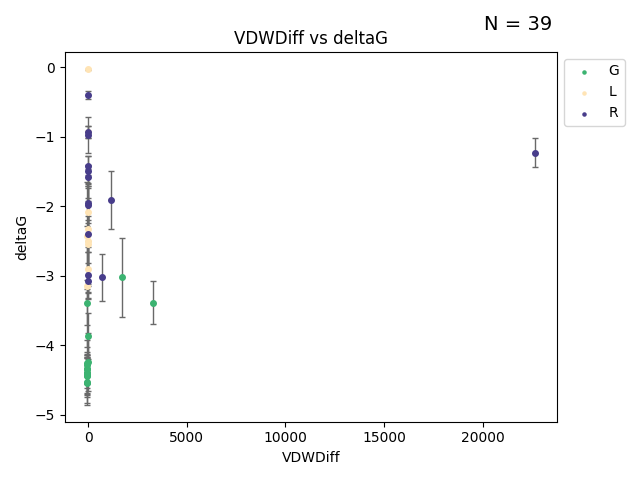 N = 39
VDWDiff vs deltaG
G
L
R
deltaG
0
−1
−2
−3
−4
−5
0 5000 10000 15000 20000
VDWDiff